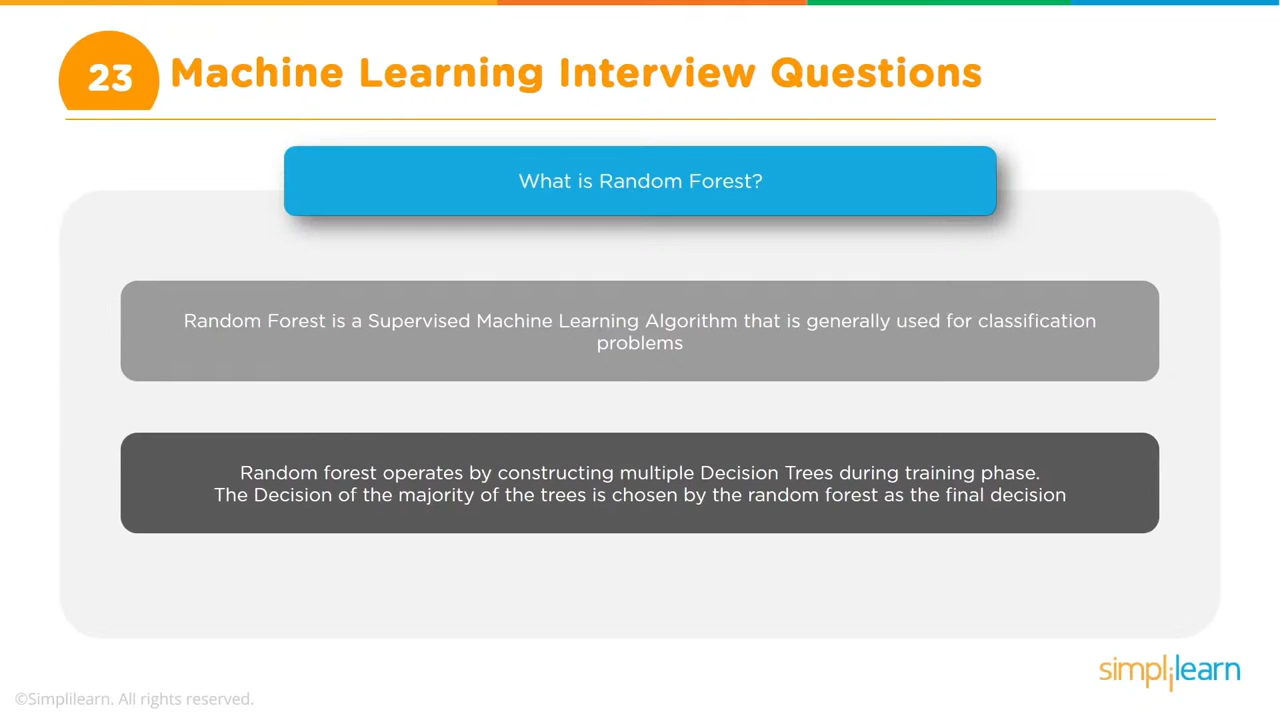 23
Machine Learning Interview Questions
What is Random Forest?
Random Forest is a Supervised Machine Learning Algorithm that is generally used for classification
problems
Random forest operates by constructing multiple Decision Trees during training phase.
The Decision of the majority of the trees is chosen by the random forest as the final decision
simplilearn
©Simplilearn. All rights reserved.